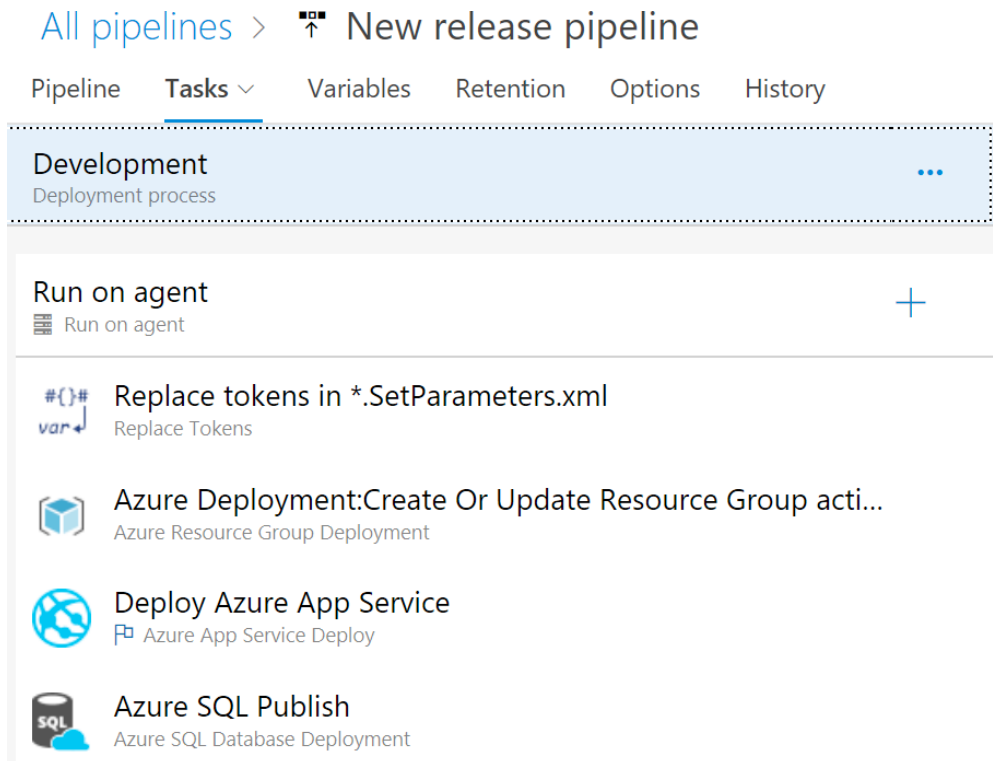 All pipelines > New release pipeline
Pipeline Tasks Variables Retention Options History
Development
Deployment process
...
Run on agent
Run on agent
#{}#
var
Replace tokens in *.SetParameters.xml
Replace Tokens
Azure Deployment:Create Or Update Resource Group acti...
Azure Resource Group Deployment
Deploy Azure App Service
Azure App Service Deploy
SQL
Azure SQL Publish
Azure SQL Database Deployment